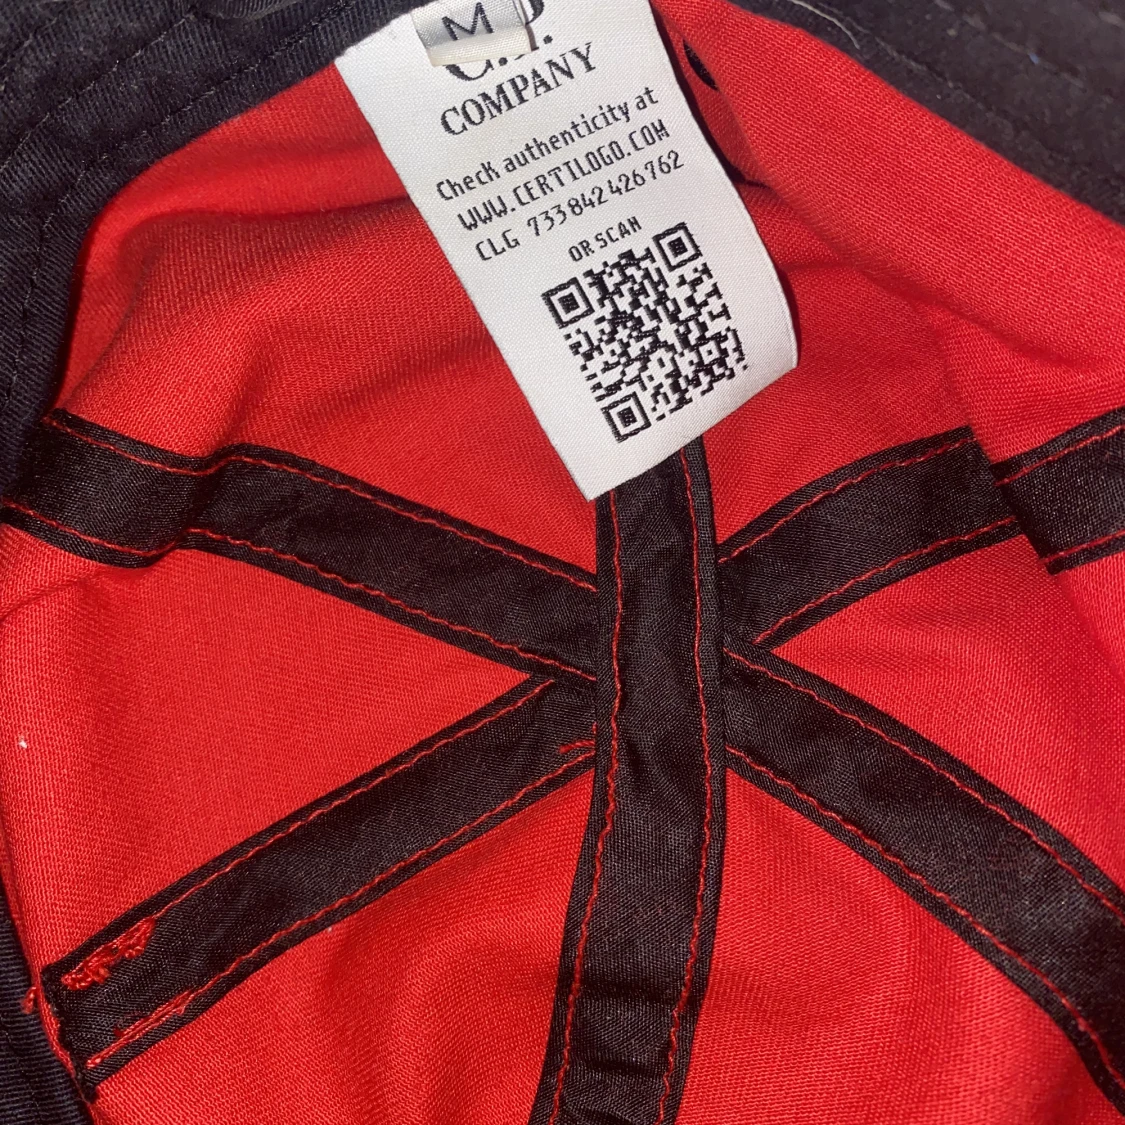 M
COMPANY
Check authenticity at
WWW.CERTILOGO.COM
CLG 733842426762
OR SCAN